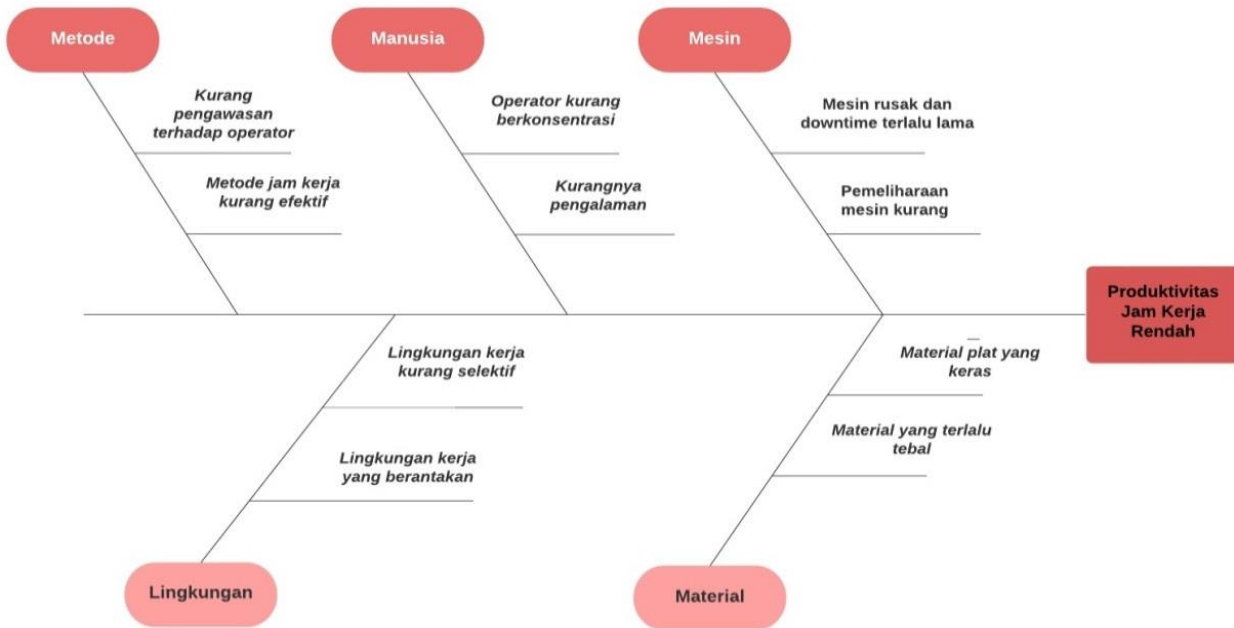 Metode
Manusia
Mesin
Kurang
pengawasan
terhadap operator
Metode jam kerja
kurang efektif
Operator kurang
berkonsentrasi
Kurangnya
pengalaman
Mesin rusak dan
downtime terlalu lama
Pemeliharaan
mesin kurang
Produktivitas
Jam Kerja
Rendah
Lingkungan kerja
kurang selektif
Lingkungan kerja
yang berantakan
Material plat yang
keras
Material yang terlalu
tebal
Lingkungan
Material